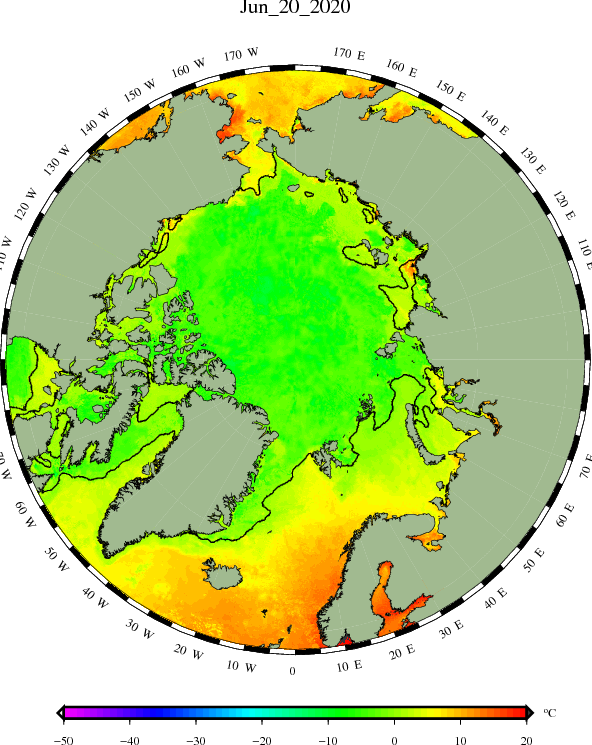 Jun_20_2020
170 W
170 E
160 W
160 E
150 W
150 E
140 W
140 E
130 W
130 E
120 W
120 E
110 E
70 E
60 W
60 E
50 W
50 E
40 W
40 E
30 W
30 E
20 W
20 E
10 W
10 E
0
°C
−50 −40 −30 −20 −10 0 10 20